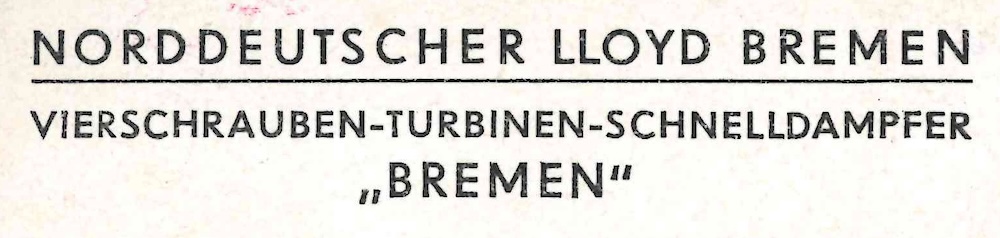 NORDDEUTSCHER LLOYD BREMEN
VIERSCHRAUBEN-TURBINEN-SCHNELLDAMPFER
„BREMEN“